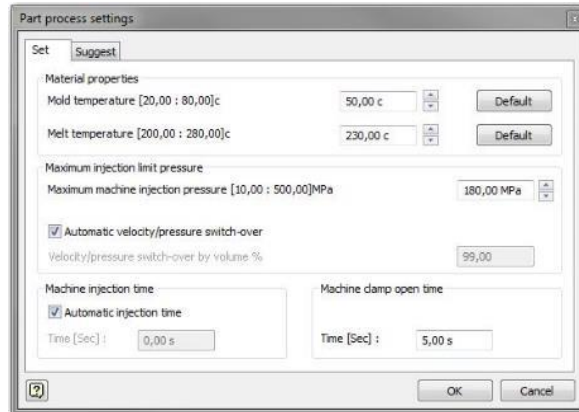 Part process settings
Set Suggest
Material properties
Mold temperature [20,00 : 80,00]c 50,00 c Default
Melt temperature [200,00 : 280,00]c 230,00 c Default
Maximum injection limit pressure
Maximum machine injection pressure [10,00 : 500,00]MPa 180,00 MPa
Automatic velocity/pressure switch-over
Velocity/pressure switch-over by volume % 99,00
Machine injection time
Automatic injection time
Time [Sec] : 0,00 s
Machine clamp open time
Time [Sec] : 5,00 s
? OK Cancel